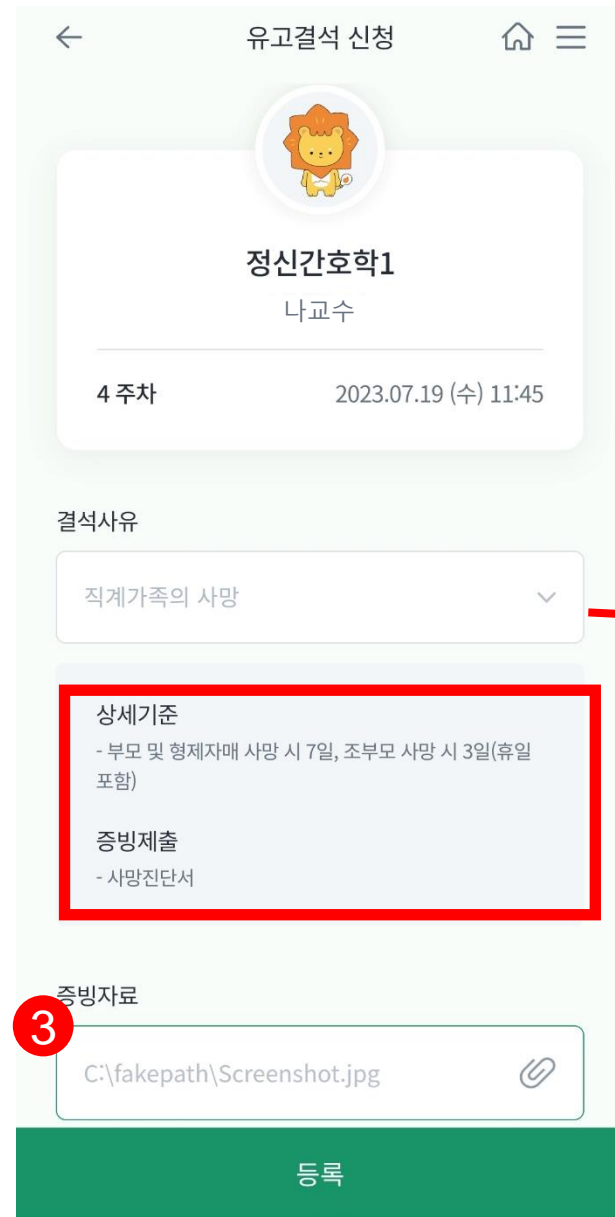 유고결석 신청
정신간호학1
나교수
4 주차 2023.07.19 (수) 11:45
결석사유
직계가족의 사망
상세기준
- 부모 및 형제자매 사망 시 7일, 조부모 사망 시 3일(휴일
포함)
증빙제출
- 사망진단서
증빙자료
3
C:\fakepath\Screenshot.jpg
등록